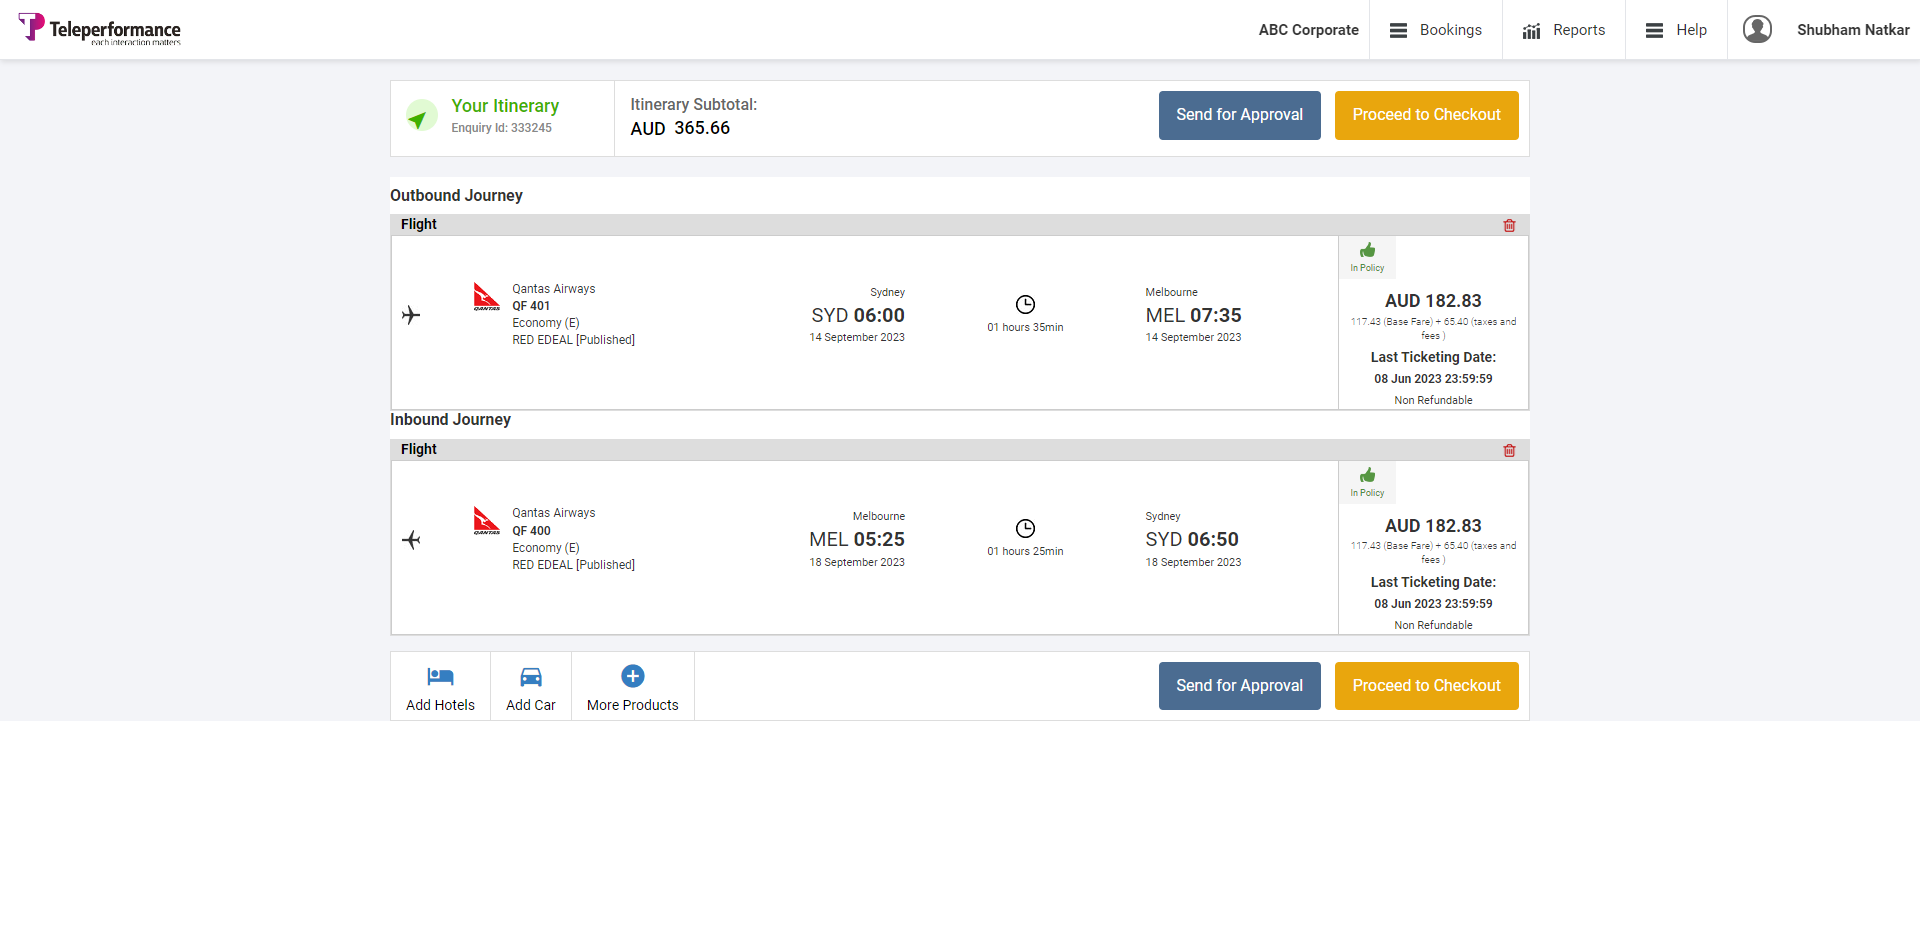 Teleperformance
each interaction matters
ABC Corporate
Bookings
Reports
Help
Shubham Natkar
Your Itinerary
Enquiry Id: 333245
Itinerary Subtotal:
AUD 365.66
Send for Approval
Proceed to Checkout
Outbound Journey
Flight
Qantas Airways
QF 401
Economy (E)
RED EDEAL [Published]
QANTAS
Sydney
SYD 06:00
14 September 2023
01 hours 35min
Melbourne
MEL 07:35
14 September 2023
In Policy
AUD 182.83
117.43 (Base Fare) + 65.40 (taxes and
fees )
Last Ticketing Date:
08 Jun 2023 23:59:59
Non Refundable
Inbound Journey
Flight
Qantas Airways
QF 400
Economy (E)
RED EDEAL [Published]
QANTAS
Melbourne
MEL 05:25
18 September 2023
01 hours 25min
Sydney
SYD 06:50
18 September 2023
In Policy
AUD 182.83
117.43 (Base Fare) + 65.40 (taxes and
fees )
Last Ticketing Date:
08 Jun 2023 23:59:59
Non Refundable
Add Hotels
Add Car
More Products
Send for Approval
Proceed to Checkout